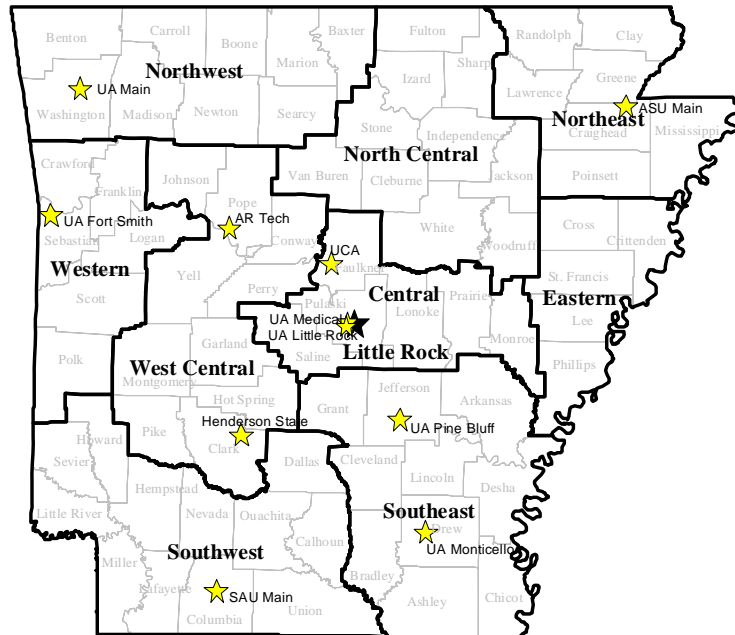 Benton
Carroll
Boone
Baxter
Marion
Fulton
Sharp
Izard
Randolph
Clay
Greene
Lawrence
Northwest
UA Main
Washington
Madison
Newton
Searcy
Stone
Independence
Northeast
ASU Main
Craighead
Mississippi
Crawford
Franklin
Johnson
Pope
Van Buren
Cleburne
North Central
Jackson
Poinsett
UA Fort Smith
Sebastian
Logan
AR Tech
Conway
UCA
Faulkner
White
Woodruff
Cross
Crittenden
St. Francis
Western
Scott
Yell
Perry
Pulaski
Central
Lonoke
Prairie
Eastern
Lee
UA Medical
UA Little Rock
Saline
Little Rock
Monroe
Phillips
Polk
Garland
West Central
Montgomery
Hot Spring
Grant
Jefferson
Arkansas
UA Pine Bluff
Henderson State
Pike
Clark
Howard
Sevier
Dallas
Cleveland
Lincoln
Desha
Hempstead
Little River
Nevada
Ouachita
Calhoun
Southeast
Drew
UA Monticello
Miller
Southwest
Lafayette
SAU Main
Columbia
Union
Bradley
Ashley
Chicot